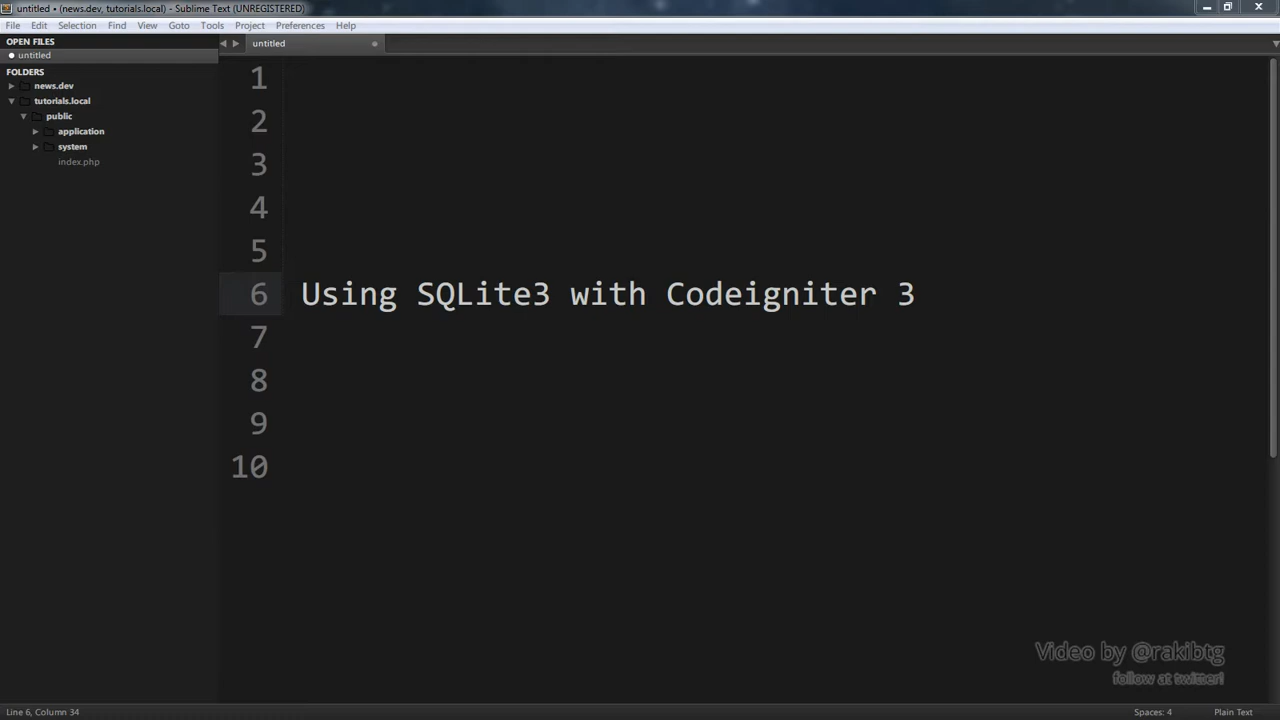 untitled • (news.dev, tutorials.local) - Sublime Text (UNREGISTERED)
File Edit Selection Find View Goto Tools Project Preferences Help
OPEN FILES
untitled
FOLDERS
news.dev
tutorials.local
public
application
system
index.php
untitled
1
2
3
4
5
6 Using SQLite3 with Codeigniter 3
7
8
9
10
Video by @rakibtg
follow at twitter!
Line 6, Column 34
Spaces: 4
Plain Text